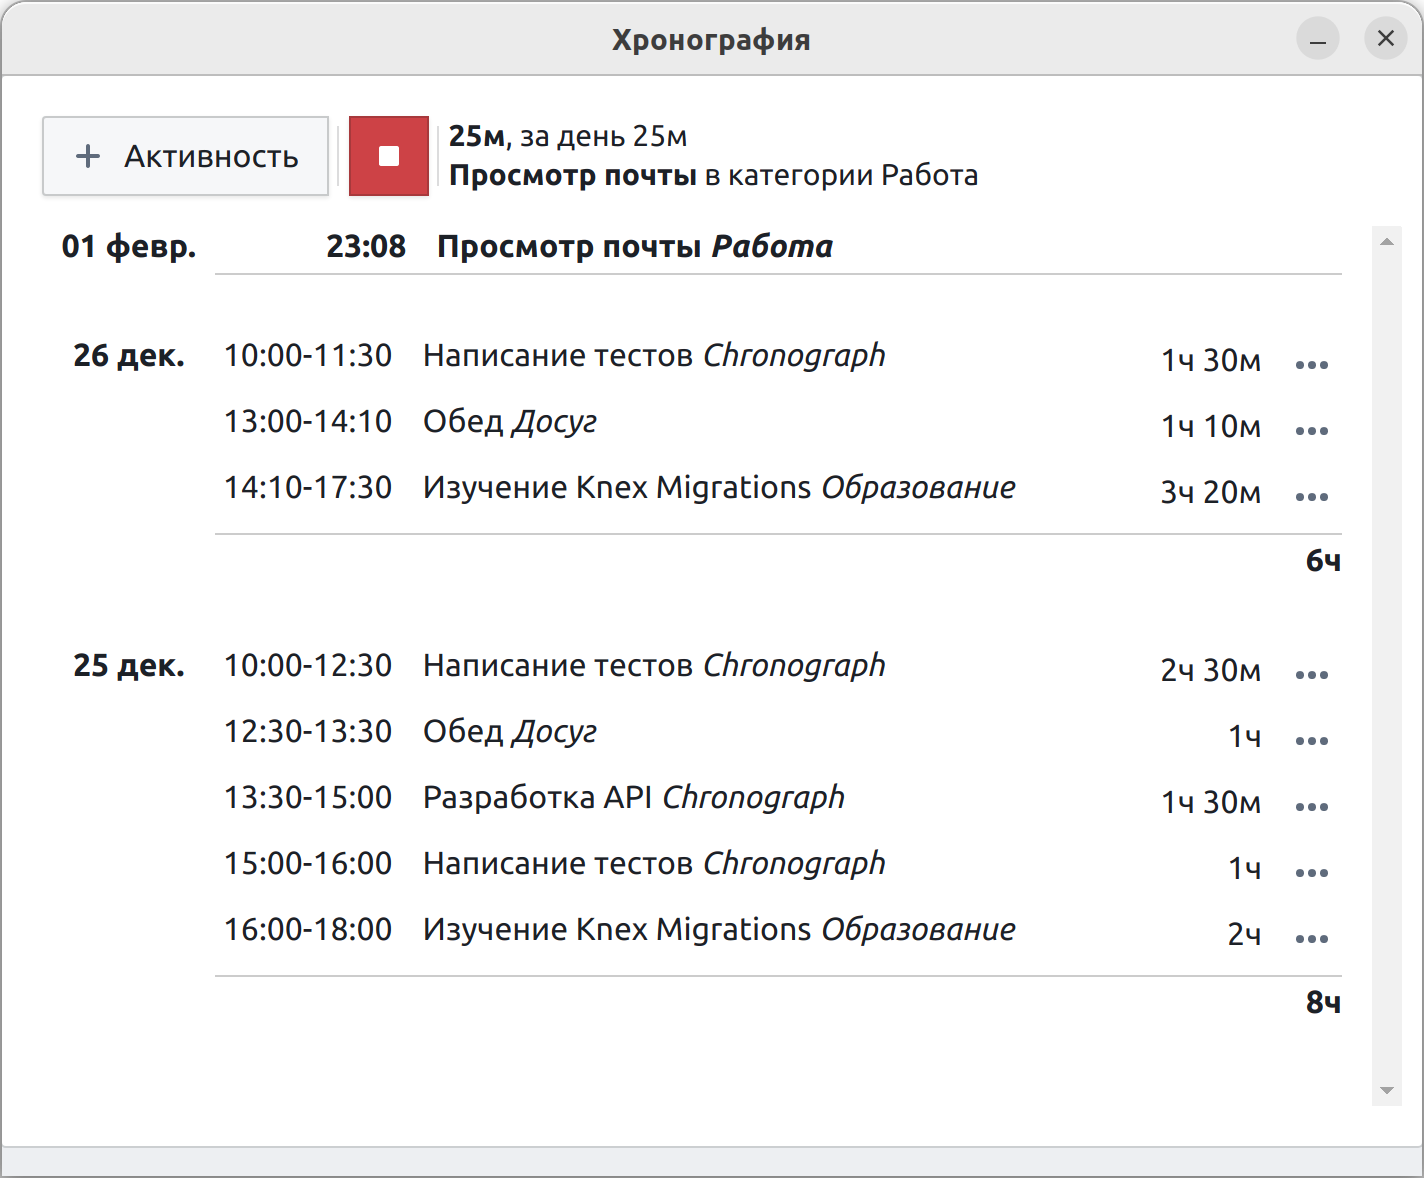 Хронография
+ Активность
25м, за день 25м
Просмотр почты в категории Работа
01 февр. 23:08 Просмотр почты Работа
26 дек. 10:00-11:30 Написание тестов Chronograph 1ч 30м
13:00-14:10 Обед Досуг 1ч 10м
14:10-17:30 Изучение Knex Migrations Образование 3ч 20м
6ч
25 дек. 10:00-12:30 Написание тестов Chronograph 2ч 30м
12:30-13:30 Обед Досуг 1ч
13:30-15:00 Разработка API Chronograph 1ч 30м
15:00-16:00 Написание тестов Chronograph 1ч
16:00-18:00 Изучение Knex Migrations Образование 2ч
8ч